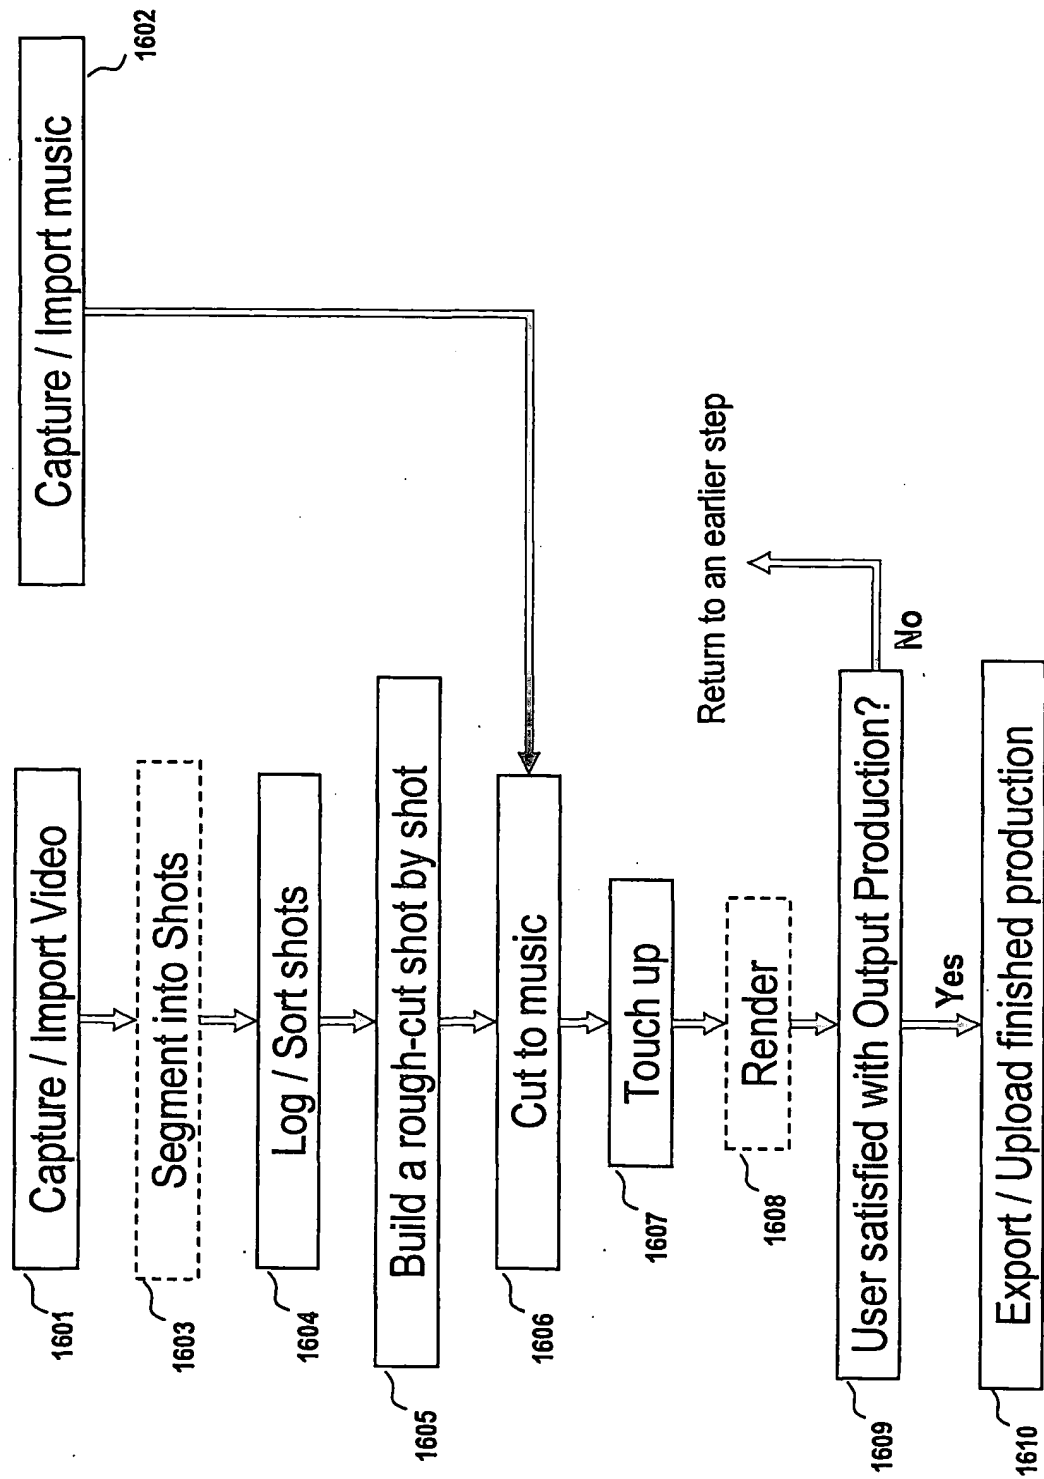 1601
Capture / Import Video
Capture / Import music
1602
1603
Segment into Shots
1604
Log / Sort shots
1605
Build a rough-cut shot by shot
1606
Cut to music
1607
Touch up
Return to an earlier step
1608
Render
1609
User satisfied with Output Production?
No
Yes
1610
Export / Upload finished production